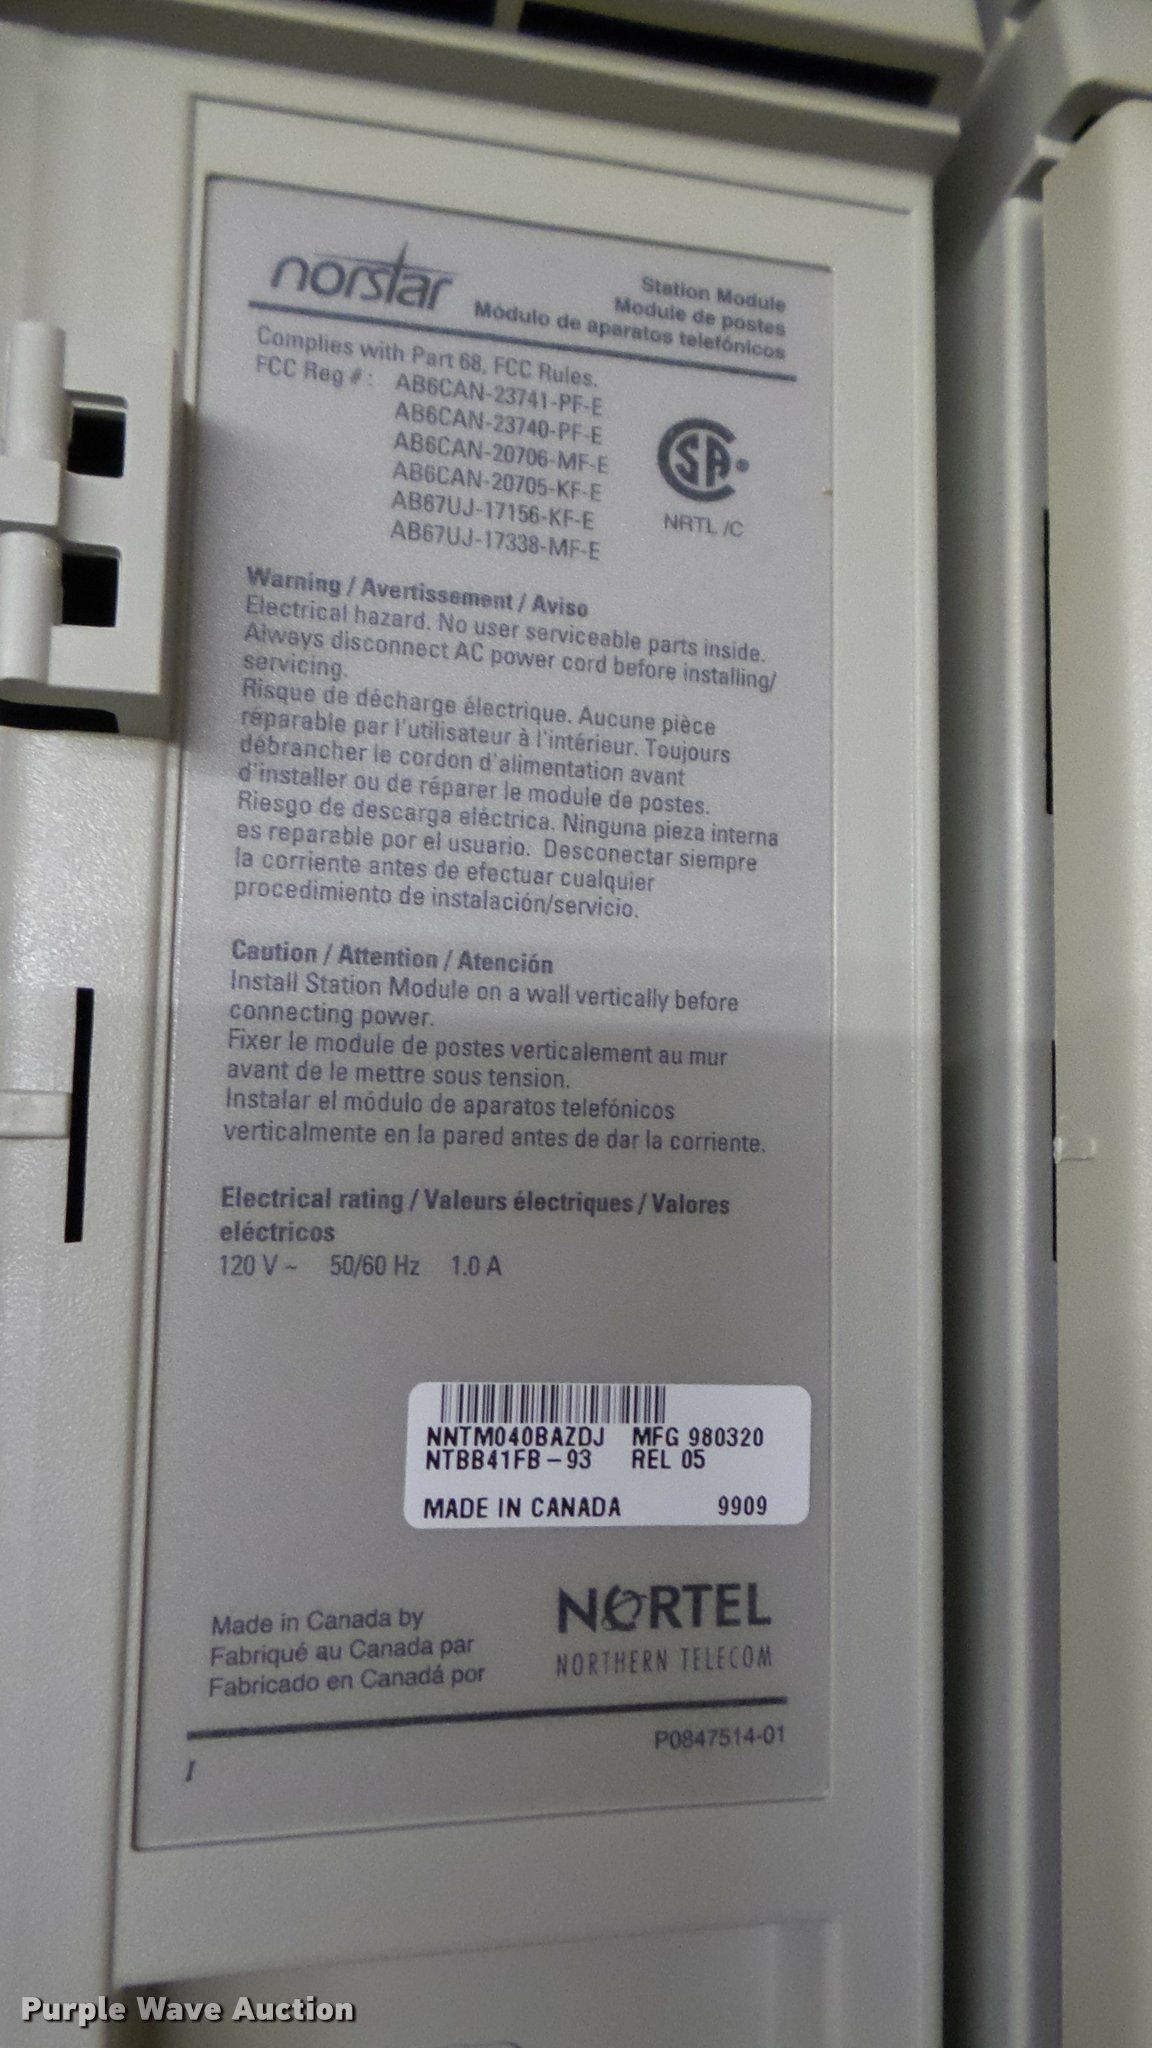 norstar
Station Module
Module de postes
Módulo de aparatos telefónicos
Complies with Part 68, FCC Rules.
FCC Reg #: AB6CAN-23741-PF-E
AB6CAN-23740-PF-E
AB6CAN-20706-MF-E
AB6CAN-20705-KF-E
AB67UJ-17156-KF-E
AB67UJ-17338-MF-E
SA
NRTL /C
Warning / Avertissement / Aviso
Electrical hazard. No user serviceable parts inside.
Always disconnect AC power cord before installing/
servicing.
Risque de décharge électrique. Aucune pièce
réparable par l'utilisateur à l'intérieur. Toujours
débrancher le cordon d'alimentation avant
d'installer ou de réparer le module de postes.
Riesgo de descarga eléctrica. Ninguna pieza interna
es reparable por el usuario. Desconectar siempre
la corriente antes de efectuar cualquier
procedimiento de instalación/servicio.
Caution / Attention / Atención
Install Station Module on a wall vertically before
connecting power.
Fixer le module de postes verticalement au mur
avant de le mettre sous tension.
Instalar el módulo de aparatos telefónicos
verticalmente en la pared antes de dar la corriente.
Electrical rating / Valeurs électriques / Valores
eléctricos
120 V ~ 50/60 Hz 1.0 A
NNTM040BAZDJ MFG 980320
NTBB41FB-93 REL 05
MADE IN CANADA 9909
Made in Canada by
Fabriqué au Canada par
Fabricado en Canadá por
NORTEL
NORTHERN TELECOM
P0847514-01
I
Purple Wave Auction